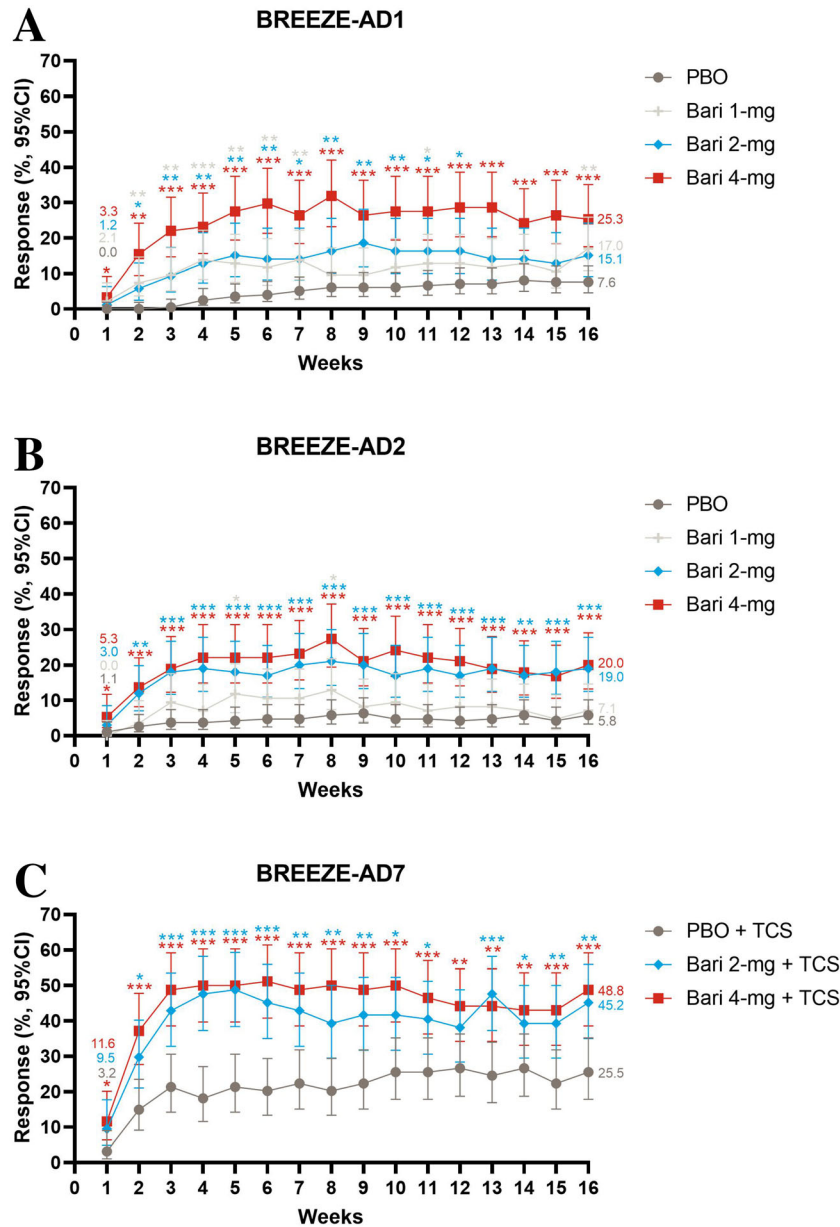 A
BREEZE-AD1
Response (%, 95%CI)
70
60
50
40
30
20
10
0
0 1 2 3 4 5 6 7 8 9 10 11 12 13 14 15 16
Weeks
3.3
1.2
2.1
0.0
*
** * **
** ** ***
*** ** ***
** ** ***
** ** ***
** * ***
** ***
** ***
** ***
* * ***
* ***
***
***
***
** ***
25.3
17.0
15.1
7.6
PBO
Bari 1-mg
Bari 2-mg
Bari 4-mg
B
BREEZE-AD2
Response (%, 95%CI)
70
60
50
40
30
20
10
0
0 1 2 3 4 5 6 7 8 9 10 11 12 13 14 15 16
Weeks
5.3
3.0
0.0
1.1
*
** ***
*** ***
*** ***
* *** ***
*** ***
*** ***
* *** ***
*** ***
*** ***
*** ***
*** ***
*** ***
** ***
*** ***
*** ***
20.0
19.0
7.1
5.8
PBO
Bari 1-mg
Bari 2-mg
Bari 4-mg
C
BREEZE-AD7
Response (%, 95%CI)
70
60
50
40
30
20
10
0
0 1 2 3 4 5 6 7 8 9 10 11 12 13 14 15 16
Weeks
11.6
9.5
3.2
*
* ***
*** ***
*** ***
*** ***
*** ***
** ***
** ***
** ***
* ***
* ***
**
*** **
* **
** ***
** ***
48.8
45.2
25.5
PBO + TCS
Bari 2-mg + TCS
Bari 4-mg + TCS